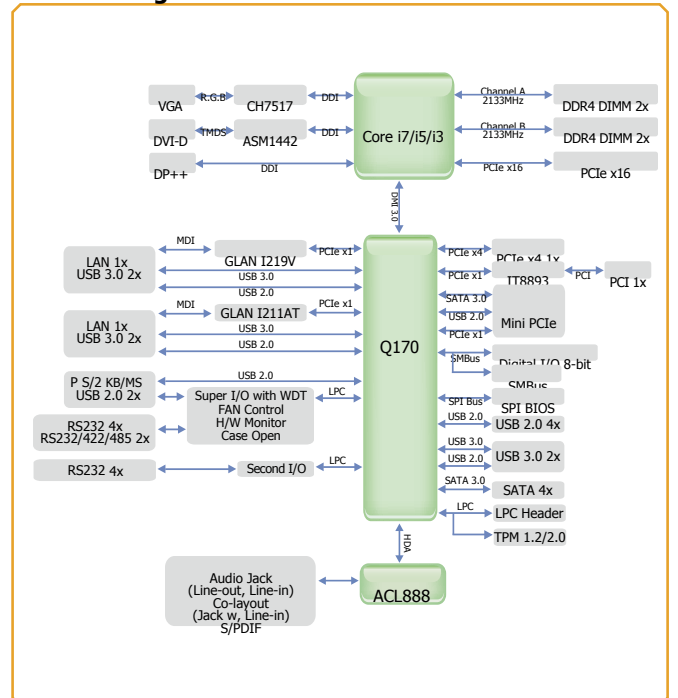 VGA
R.G.B
CH7517
DDI
Core i7/i5/i3
Channel A
2133MHz
DDR4 DIMM 2x
DVI-D
TMDS
ASM1442
DDI
Channel B
2133MHz
DDR4 DIMM 2x
DP++
DDI
PCIe x16
PCIe x16
DMI 3.0
LAN 1x
USB 3.0 2x
MDI
GLAN I219V
PCIe x1
USB 3.0
USB 2.0
LAN 1x
USB 3.0 2x
MDI
GLAN I211AT
PCIe x1
USB 3.0
USB 2.0
P S/2 KB/MS
USB 2.0 2x
USB 2.0
Super I/O with WDT
FAN Control
H/W Monitor
Case Open
LPC
RS232 4x
RS232/422/485 2x
RS232 4x
Second I/O
LPC
Q170
PCIe x4
PCIe x4 1x
PCIe x1
IT8893
PCI
PCI 1x
SATA 3.0
USB 2.0
PCIe x1
Mini PCIe
SMBus
Digital I/O 8-bit
SMBus
SPI Bus
SPI BIOS
USB 2.0
USB 2.0 4x
USB 3.0
USB 2.0
USB 3.0 2x
SATA 3.0
SATA 4x
LPC
LPC Header
TPM 1.2/2.0
HDA
ACL888
Audio Jack
(Line-out, Line-in)
Co-layout
(Jack w, Line-in)
S/PDIF